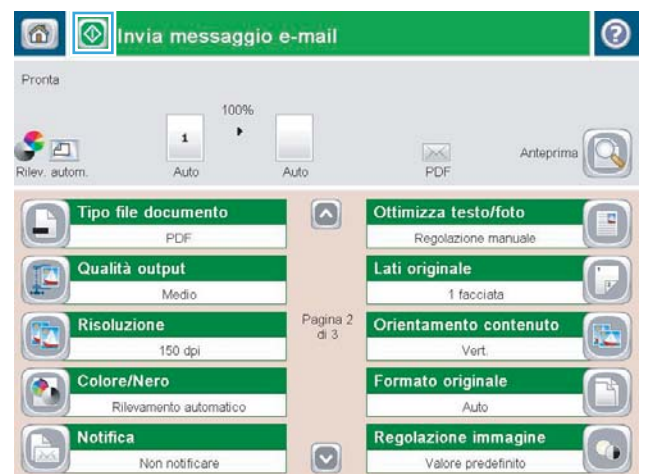 Invia messaggio e-mail
Pronta
100%
1
Rilev. autom.
Auto
Auto
PDF
Anteprima
Tipo file documento
PDF
Qualità output
Medio
Risoluzione
150 dpi
Colore/Nero
Rilevamento automatico
Notifica
Non notificare
Pagina 2
di 3
Ottimizza testo/foto
Regolazione manuale
Lati originale
1 facciata
Orientamento contenuto
Vert.
Formato originale
Auto
Regolazione immagine
Valore predefinito